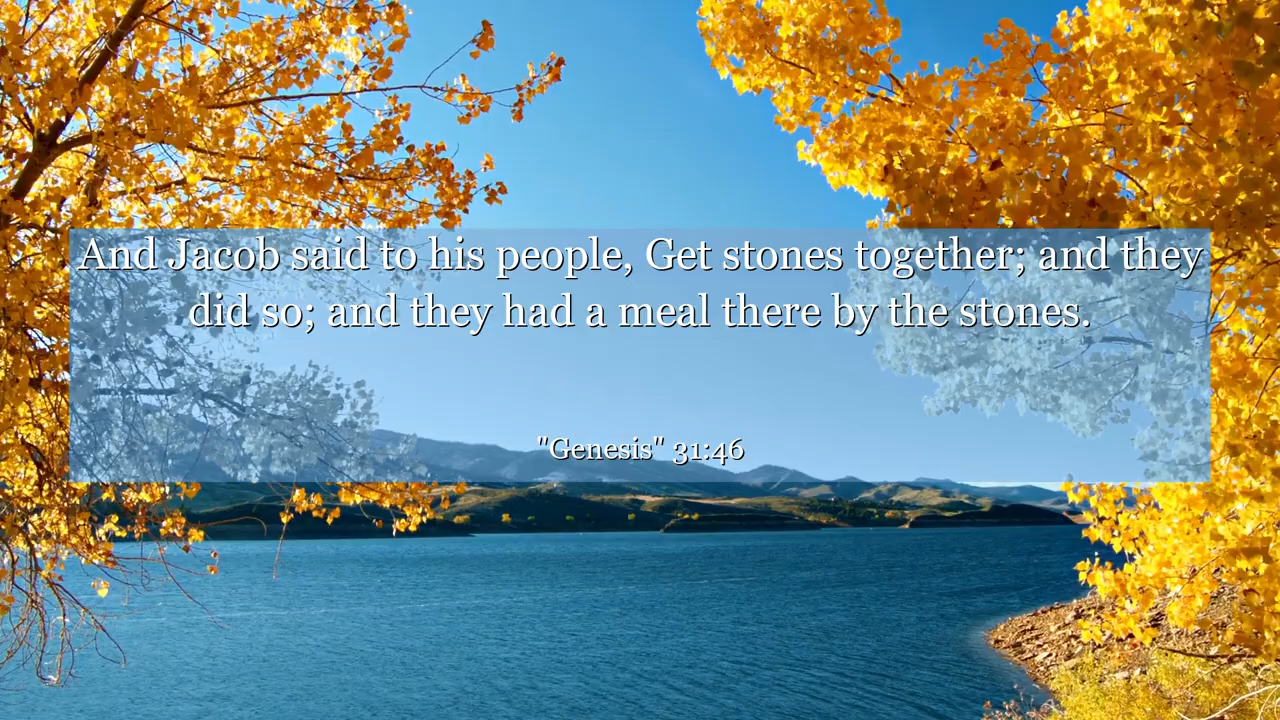 And Jacob said to his people, Get stones together; and they
did so; and they had a meal there by the stones.
"Genesis" 31:46